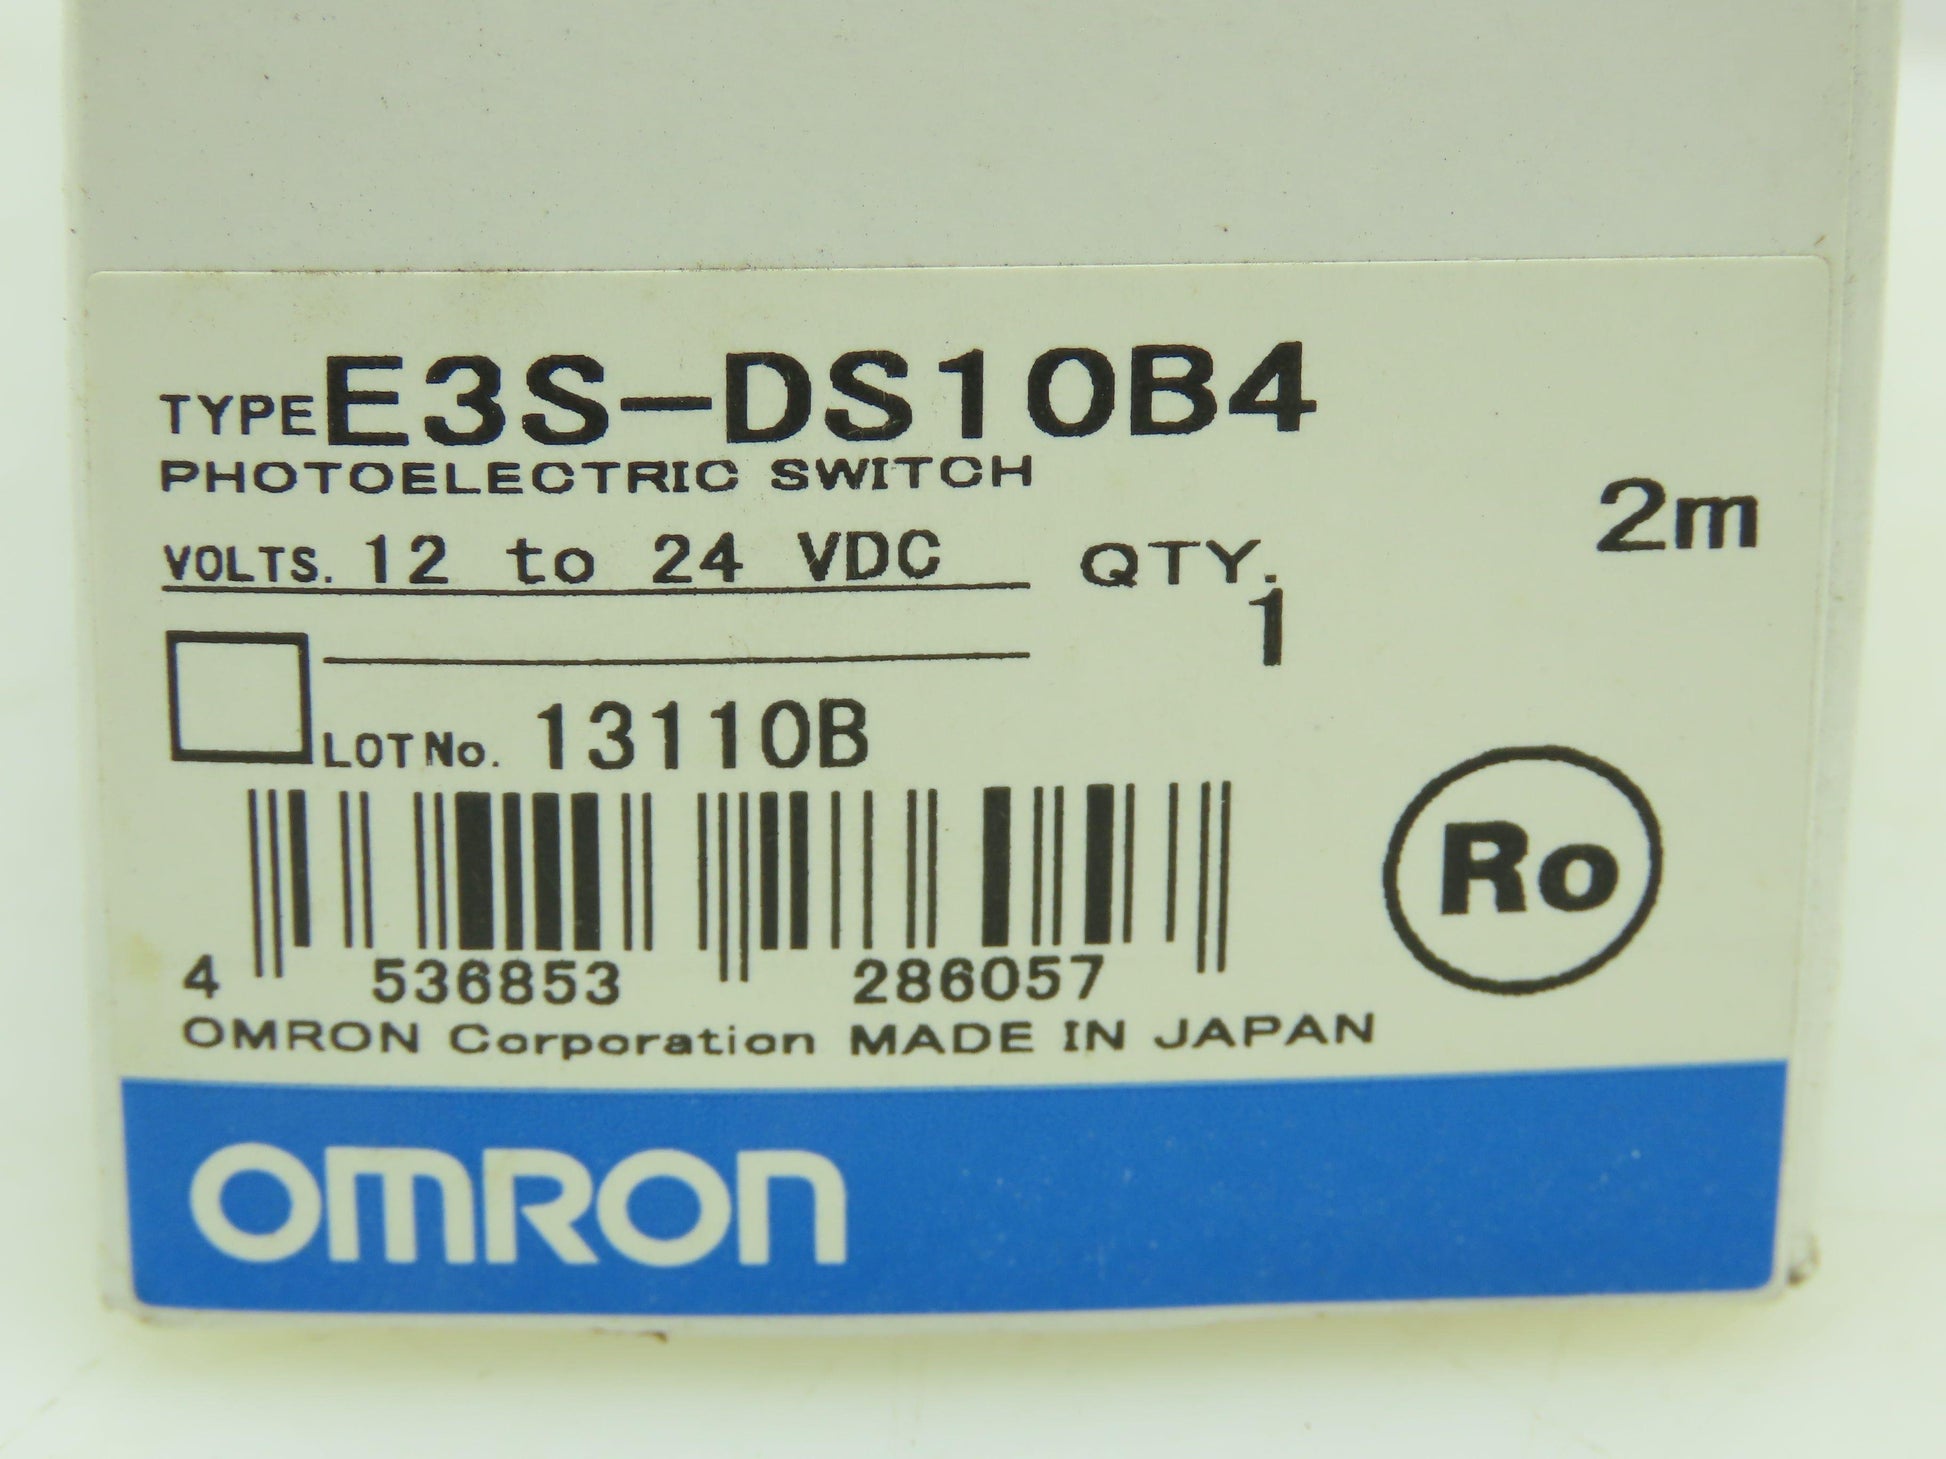 TYPE E3S-DS10B4
PHOTOELECTRIC SWITCH
2m
VOLTS. 12 to 24 VDC QTY.
1
LOT No. 13110B
Ro
4 536853 286057
OMRON Corporation MADE IN JAPAN
OMRON